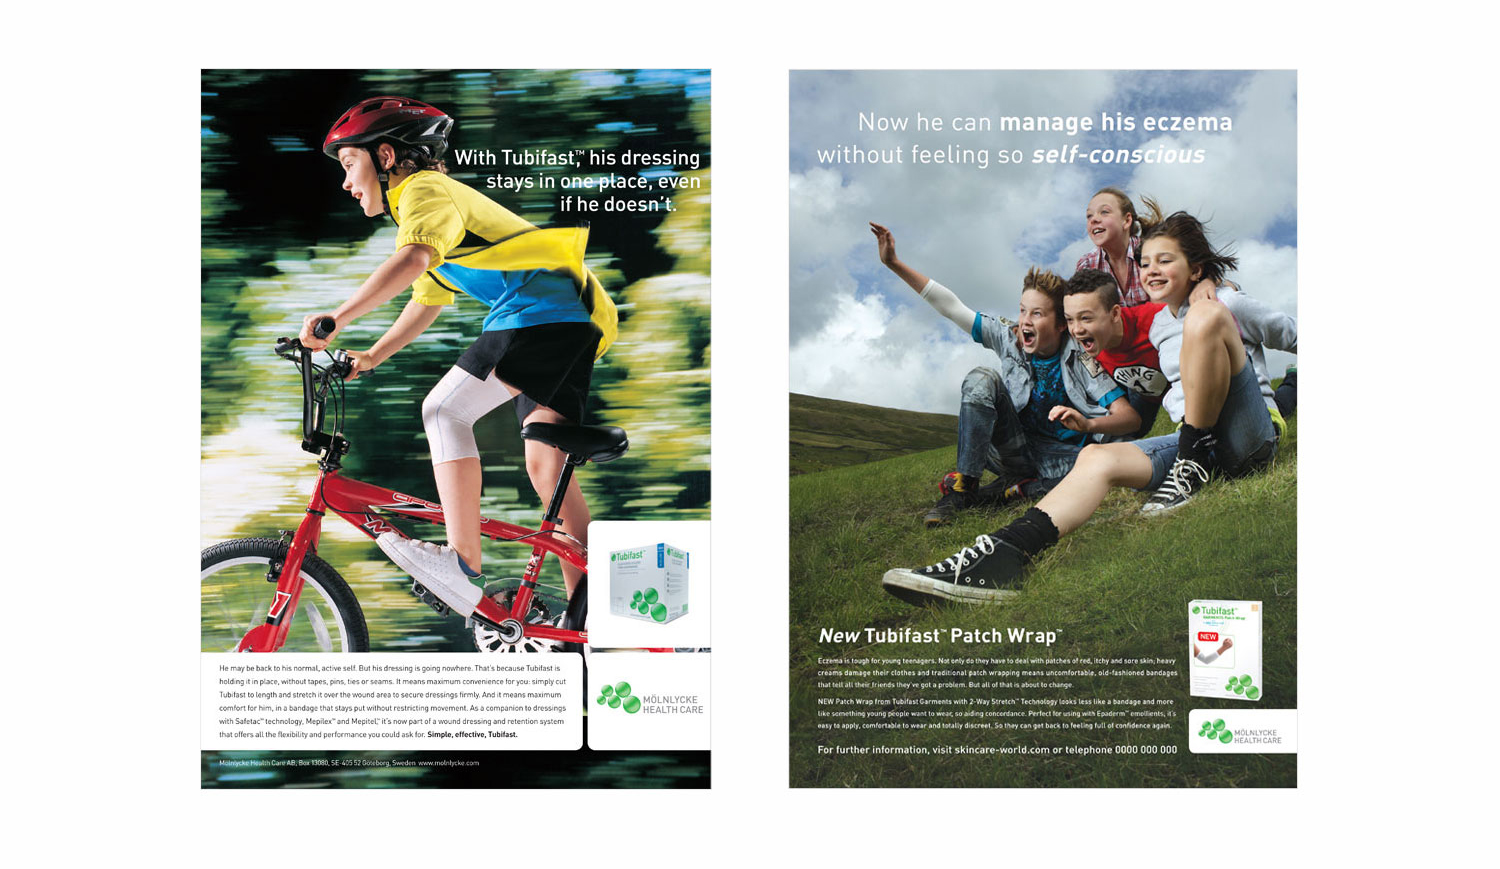 With Tubifast,™ his dressing
stays in one place, even
if he doesn't.
Tubifast™
Tubifast™
He may be back to his normal, active self. But his dressing is going nowhere. That's because Tubifast is
holding it in place, without tapes, pins, ties or seams. It means maximum convenience for you: simply cut
Tubifast to length and stretch it over the wound area to secure dressings firmly. And it means maximum
comfort for him, in a bandage that stays put without restricting movement. As a companion to dressings
with Safetac™ technology, Mepilex™ and Mepitel,™ it's now part of a wound dressing and retention system
that offers all the flexibility and performance you could ask for. Simple, effective, Tubifast.
MÖLNLYCKE
HEALTH CARE
Mölnlycke Health Care AB, Box 13080, SE-405 52 Göteborg, Sweden www.molnlycke.com
Now he can manage his eczema
without feeling so self-conscious
THING
New Tubifast™ Patch Wrap™
Eczema is tough for young teenagers. Not only do they have to deal with patches of red, itchy and sore skin, heavy
creams damage their clothes and traditional patch wrapping means uncomfortable, old-fashioned bandages
that tell all their friends they've got a problem. But all of that is about to change.
NEW Patch Wrap from Tubifast Garments with 2-Way Stretch™ Technology looks less like a bandage and more
like something young people want to wear, so aiding concordance. Perfect for using with Epaderm™ emollients, it's
easy to apply, comfortable to wear and totally discreet. So they can get back to feeling full of confidence again.
For further information, visit skincare-world.com or telephone 0000 000 000
Tubifast™
Patch Wrap
NEW
MÖLNLYCKE
HEALTH CARE